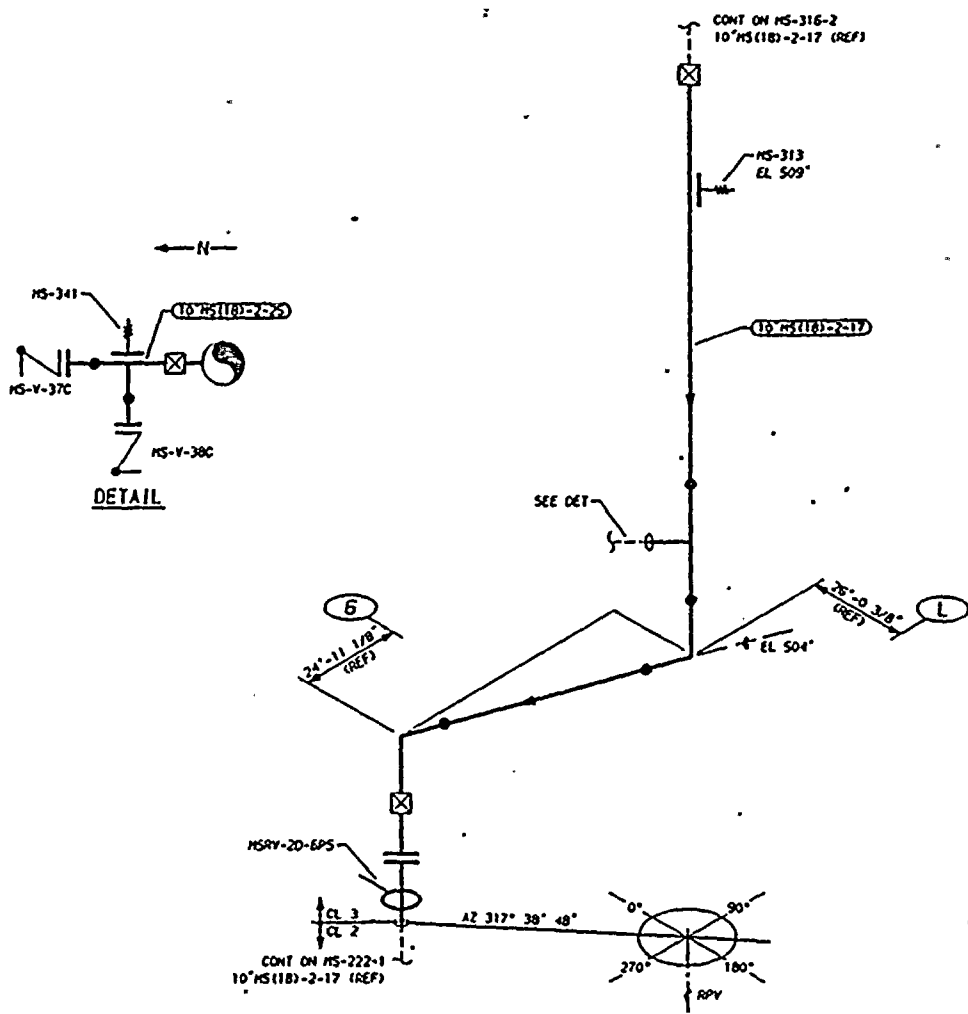 CONT ON MS-316-2
10"MS(18)-2-17 (REF)
MS-313
EL 509"
N
MS-341
10"MS(18)-2-25
10"MS(18)-2-17
MS-V-37C
MS-V-38C
DETAIL
SEE DET
6
26"-0 3/8"
(REF)
L
24"-11 1/8"
(REF)
EL 504"
MSRV-2D-6PS
CL 3
CL 2
AZ 317° 38' 48"
0°
90°
270°
180°
CONT ON MS-222-1
10"MS(18)-2-17 (REF)
RPV